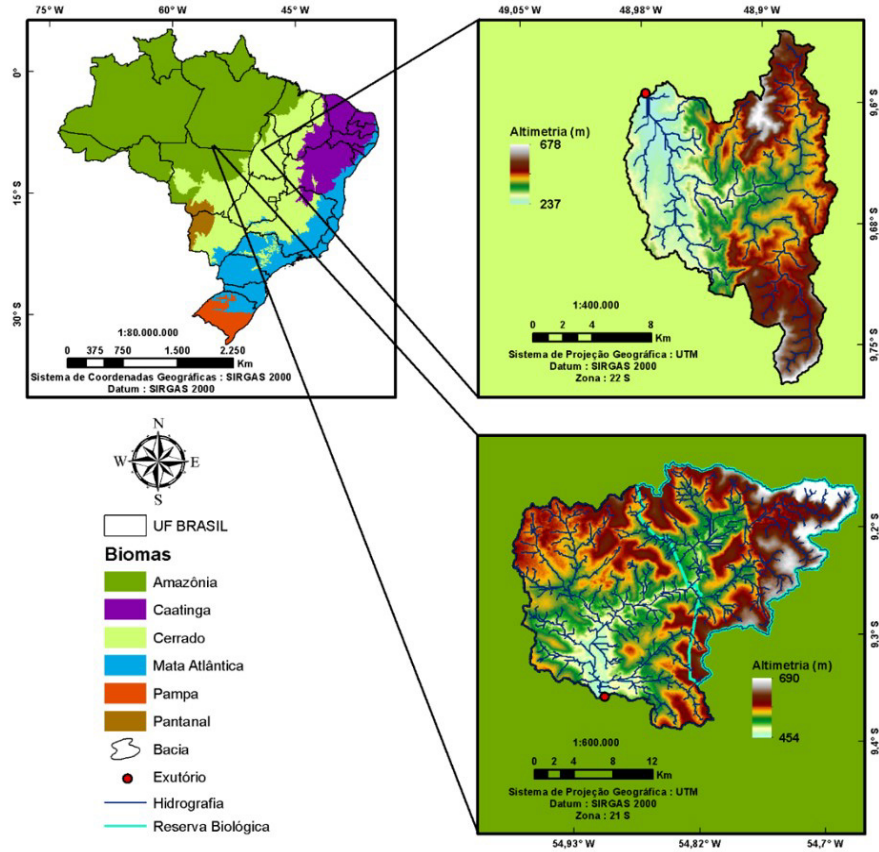 75° W 60° W 45° W
0°
15° S
30° S
1:80.000.000
0 375 750 1.500 2.250
Km
Sistema de Coordenadas Geográficas : SIRGAS 2000
Datum : SIRGAS 2000
49,05° W 48,98° W 48,9° W
9,6° S
9,68° S
9,75° S
Altimetria (m)
678
237
1:400.000
0 2 4 8
Km
Sistema de Projeção Geográfica : UTM
Datum : SIRGAS 2000
Zona : 22 S
N
W E
S
UF BRASIL
Biomas
Amazônia
Caatinga
Cerrado
Mata Atlântica
Pampa
Pantanal
Bacia
Exutório
Hidrografia
Reserva Biológica
9,2° S
9,3° S
9,4° S
Altimetria (m)
690
454
1:600.000
0 2 4 8 12
Km
Sistema de Projeção Geográfica : UTM
Datum : SIRGAS 2000
Zona : 21 S
54,93° W 54,82° W 54,7° W